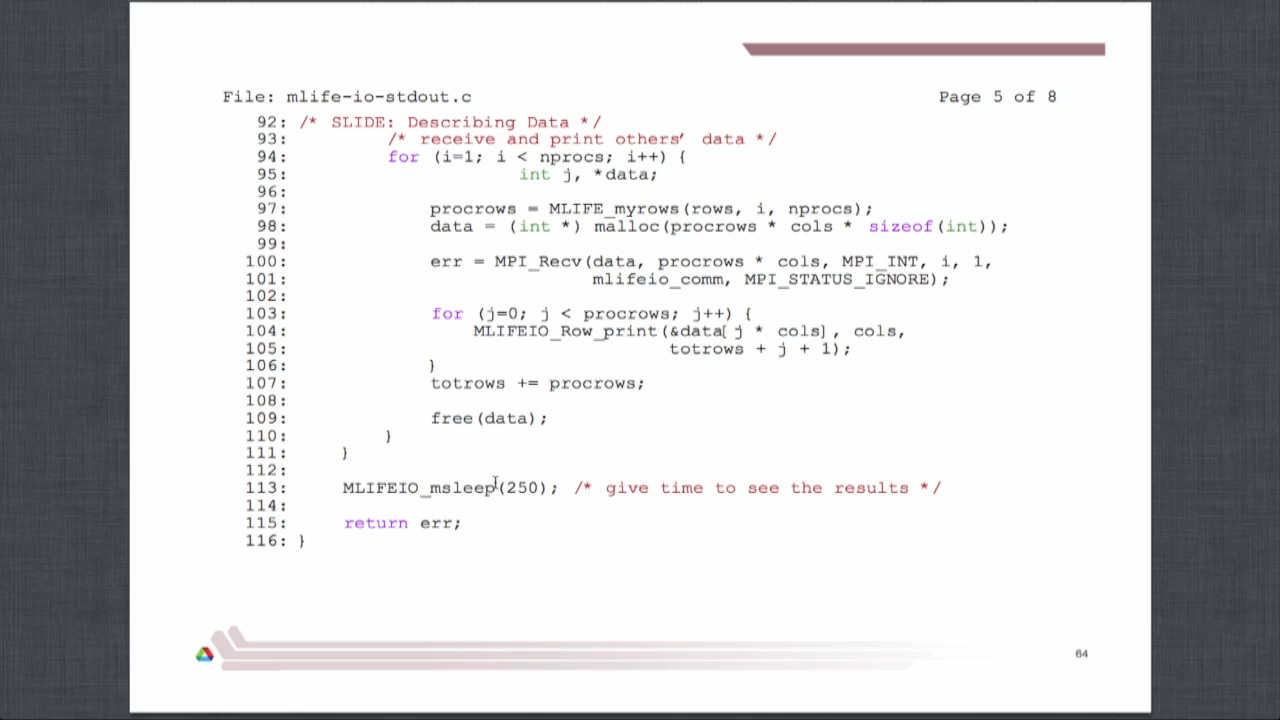 File: mlife-io-stdout.c Page 5 of 8
92: /* SLIDE: Describing Data */
93: /* receive and print others’ data */
94: for (i=1; i < nprocs; i++) {
95: int j, *data;
96:
97: procrows = MLIFE_myrows(rows, i, nprocs);
98: data = (int *) malloc(procrows * cols * sizeof(int));
99:
100: err = MPI_Recv(data, procrows * cols, MPI_INT, i, 1,
101: mlifeio_comm, MPI_STATUS_IGNORE);
102:
103: for (j=0; j < procrows; j++) {
104: MLIFEIO_Row_print(&data[j * cols], cols,
105: totrows + j + 1);
106: }
107: totrows += procrows;
108:
109: free(data);
110: }
111: }
112:
113: MLIFEIO_msleep(250); /* give time to see the results */
114:
115: return err;
116: }
64